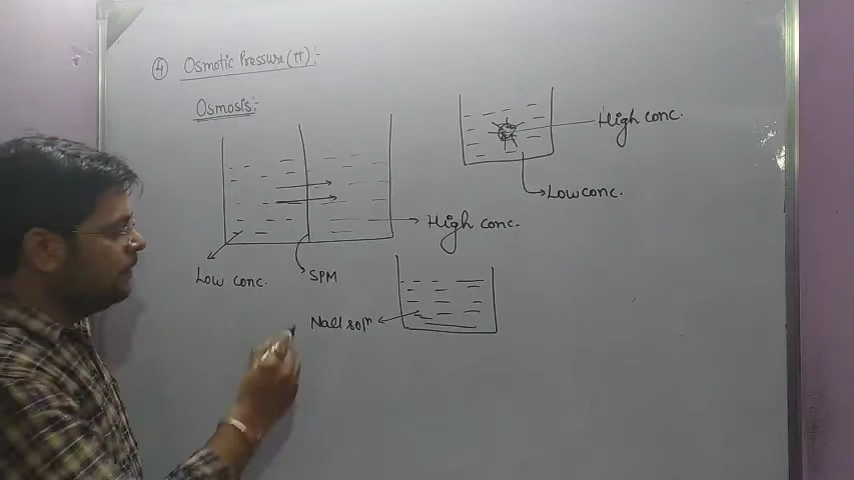 ④ Osmotic Pressure (π):-
Osmosis:-
High conc.
Low conc.
High conc.
Low conc.
SPM
NaCl solⁿ